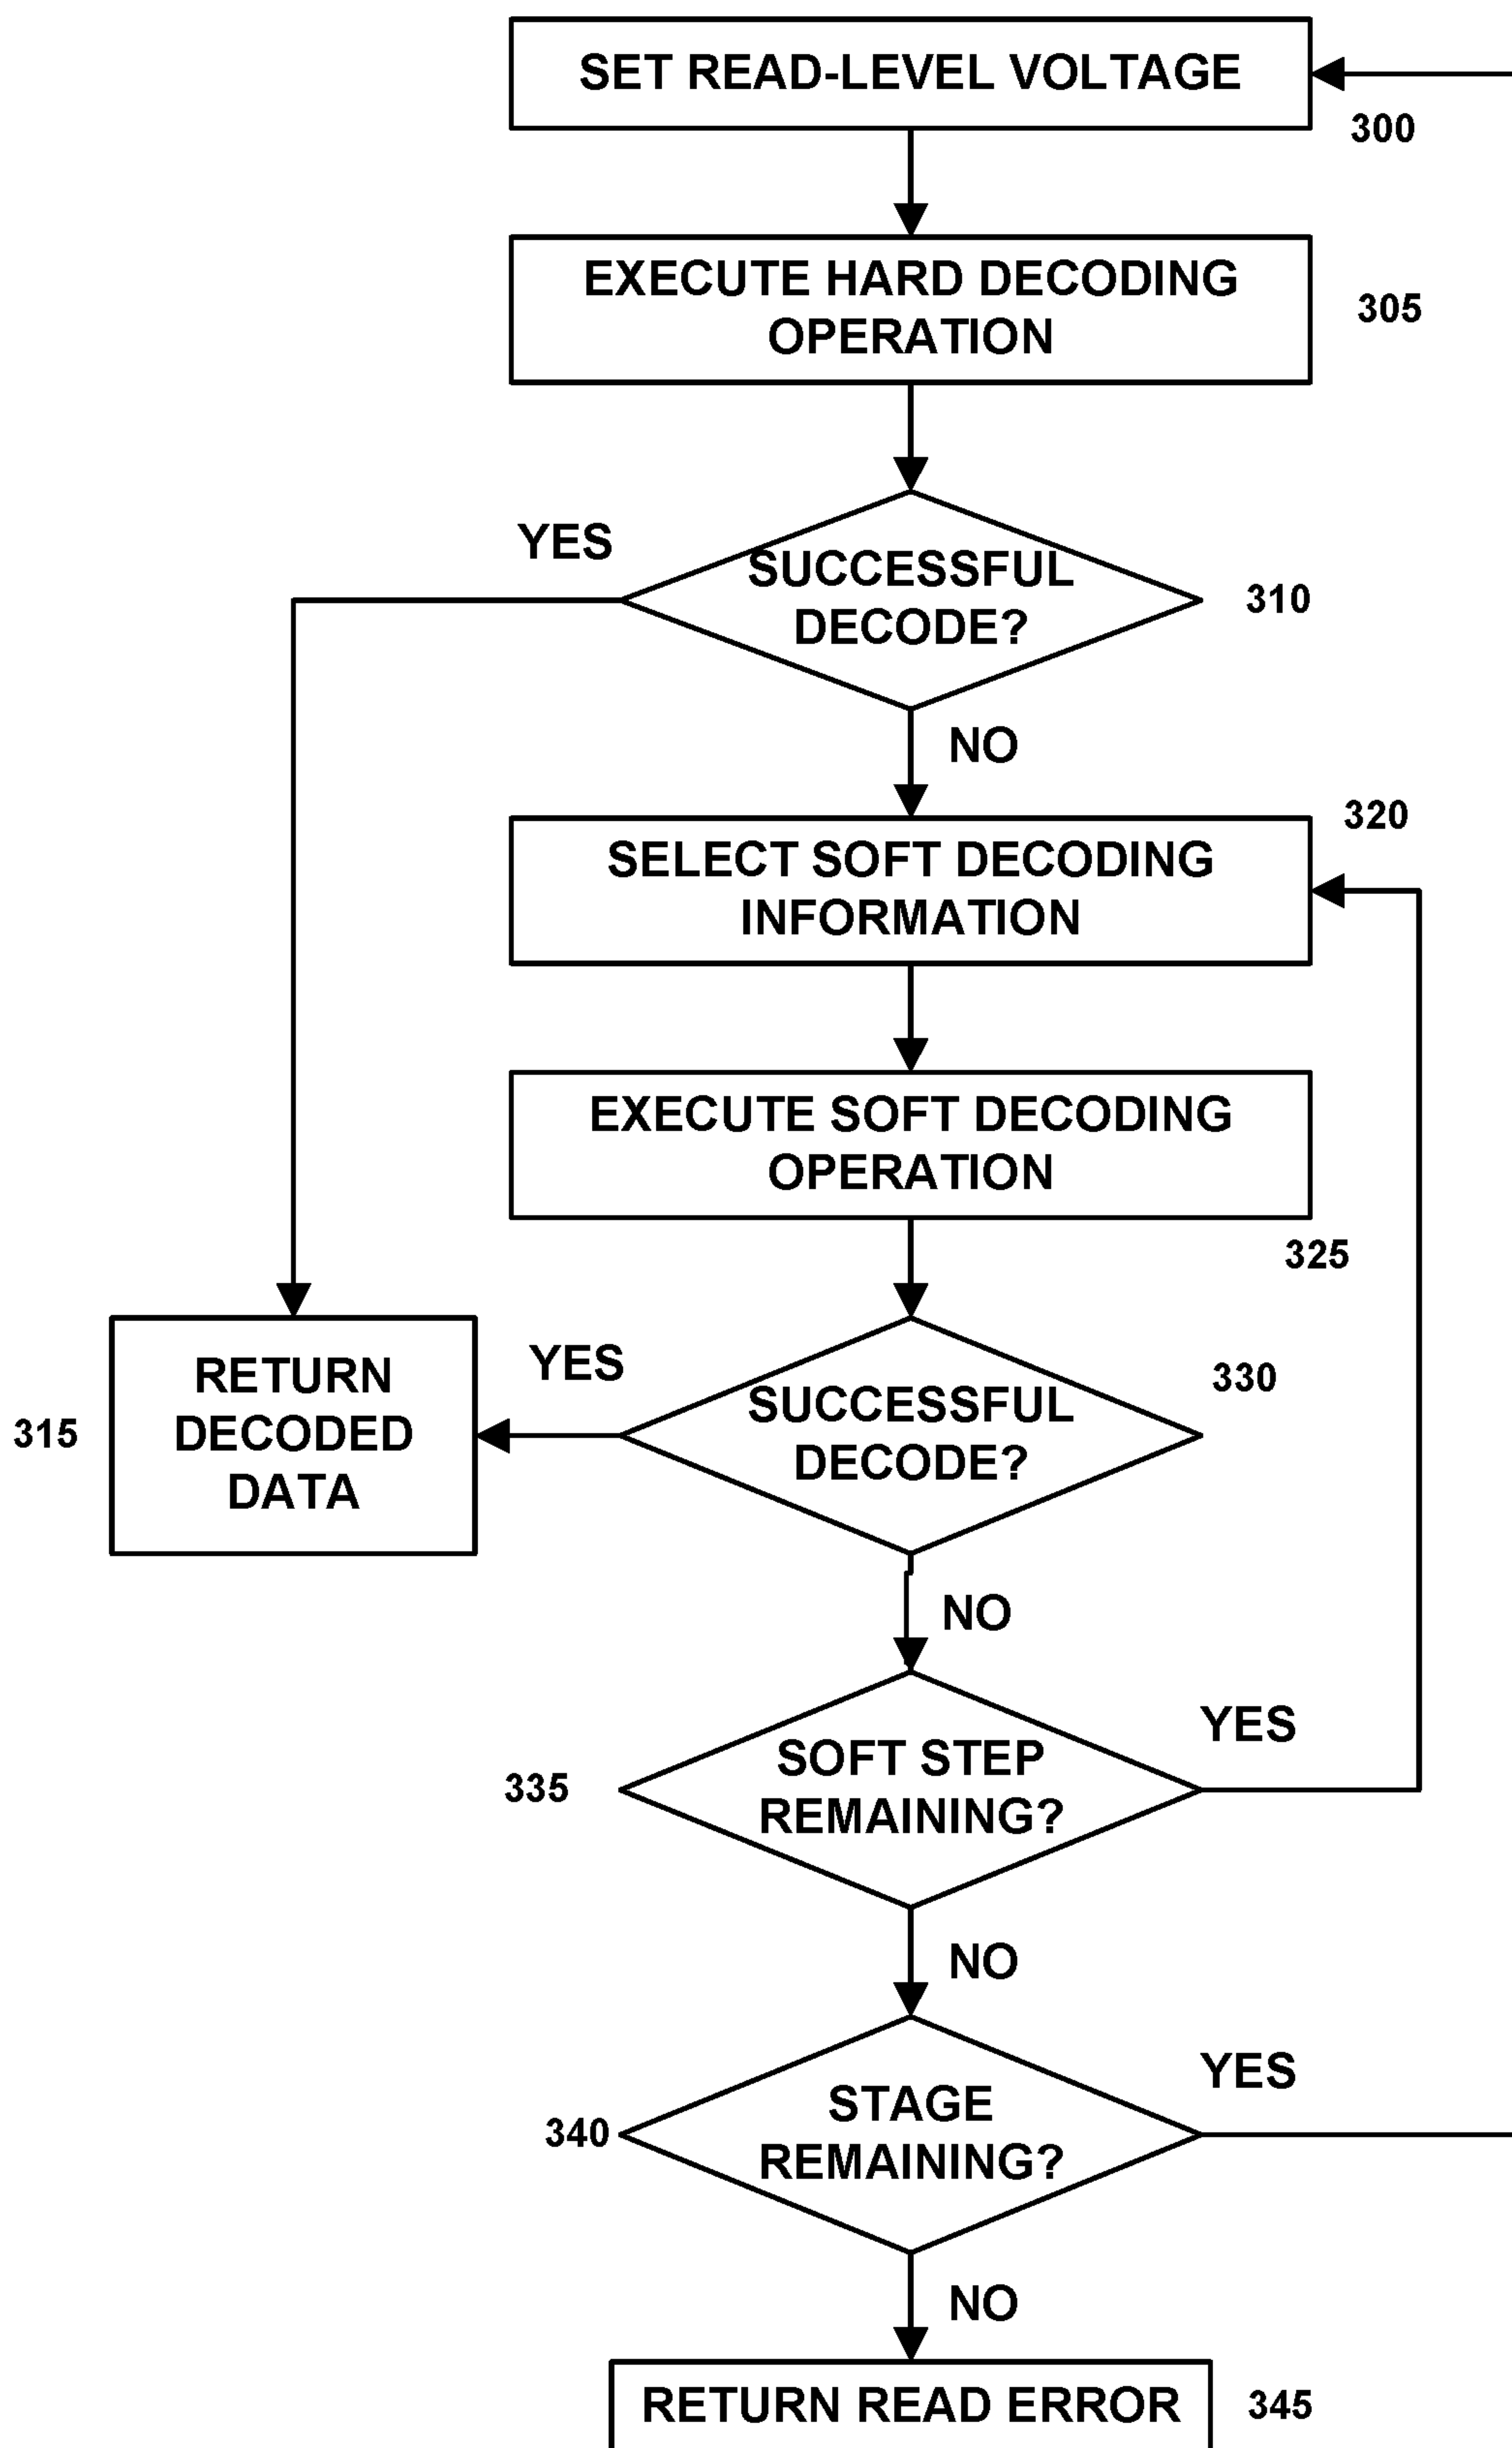 SET READ-LEVEL VOLTAGE
300
EXECUTE HARD DECODING
OPERATION
305
YES
SUCCESSFUL
DECODE?
310
NO
320
SELECT SOFT DECODING
INFORMATION
EXECUTE SOFT DECODING
OPERATION
325
RETURN
DECODED
DATA
315
YES
SUCCESSFUL
DECODE?
330
NO
YES
SOFT STEP
REMAINING?
335
NO
YES
STAGE
REMAINING?
340
NO
RETURN READ ERROR
345